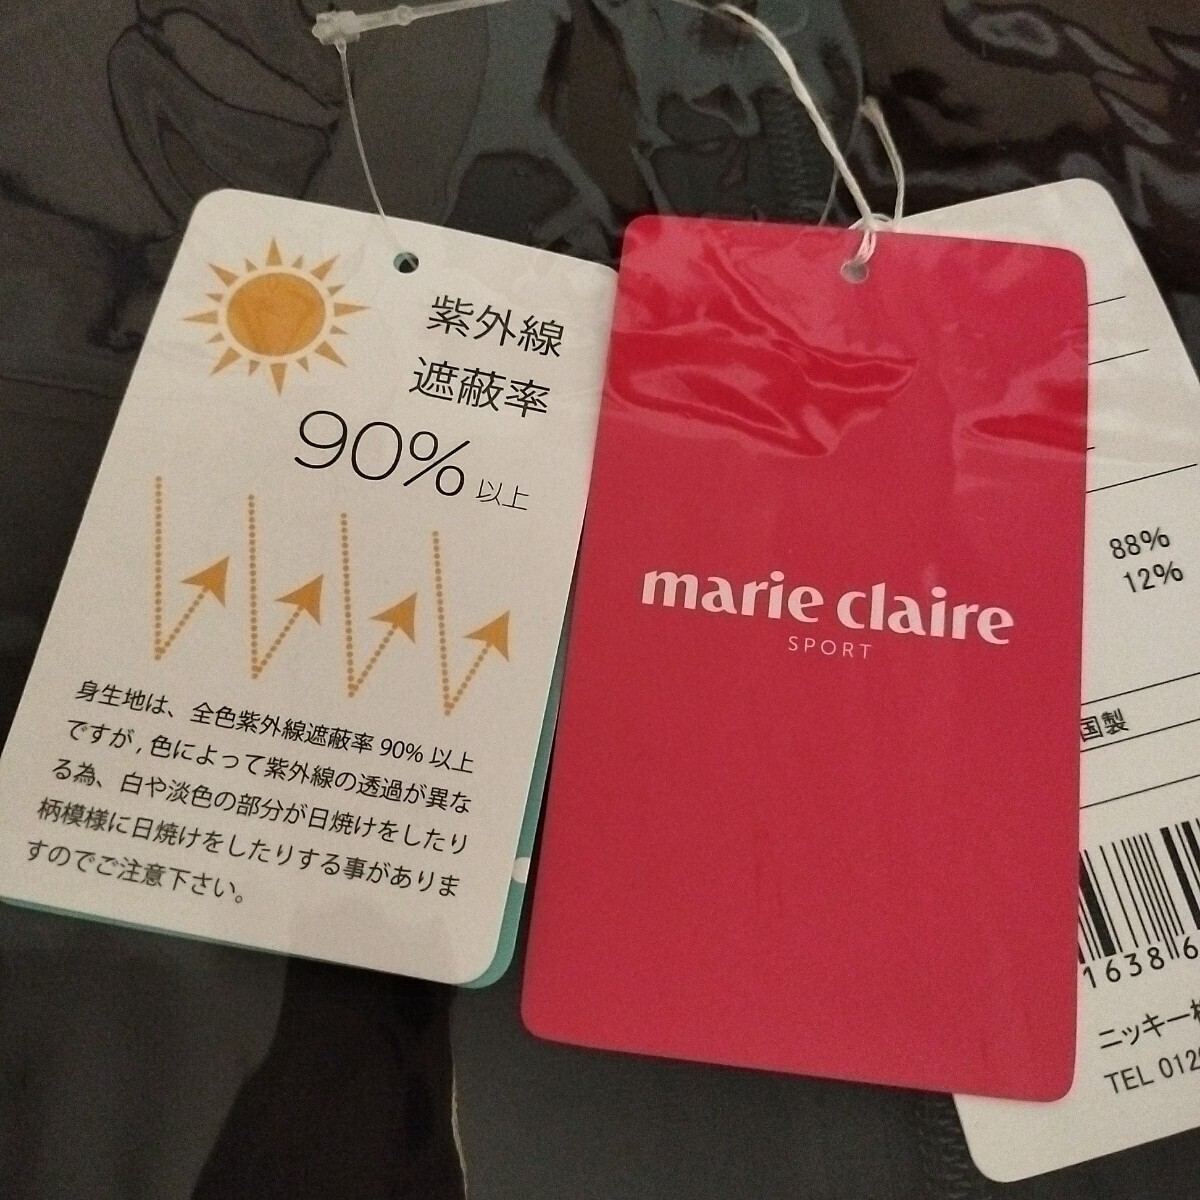 紫外線
遮蔽率
90% 以上
身生地は、全色紫外線遮蔽率 90% 以上
ですが,色によって紫外線の透過が異な
る為、白や淡色の部分が日焼けをしたり
柄模様に日焼けをしたりする事がありま
すのでご注意下さい。
marie claire
SPORT
88%
12%
国製
16386
ニッキー
TEL 012